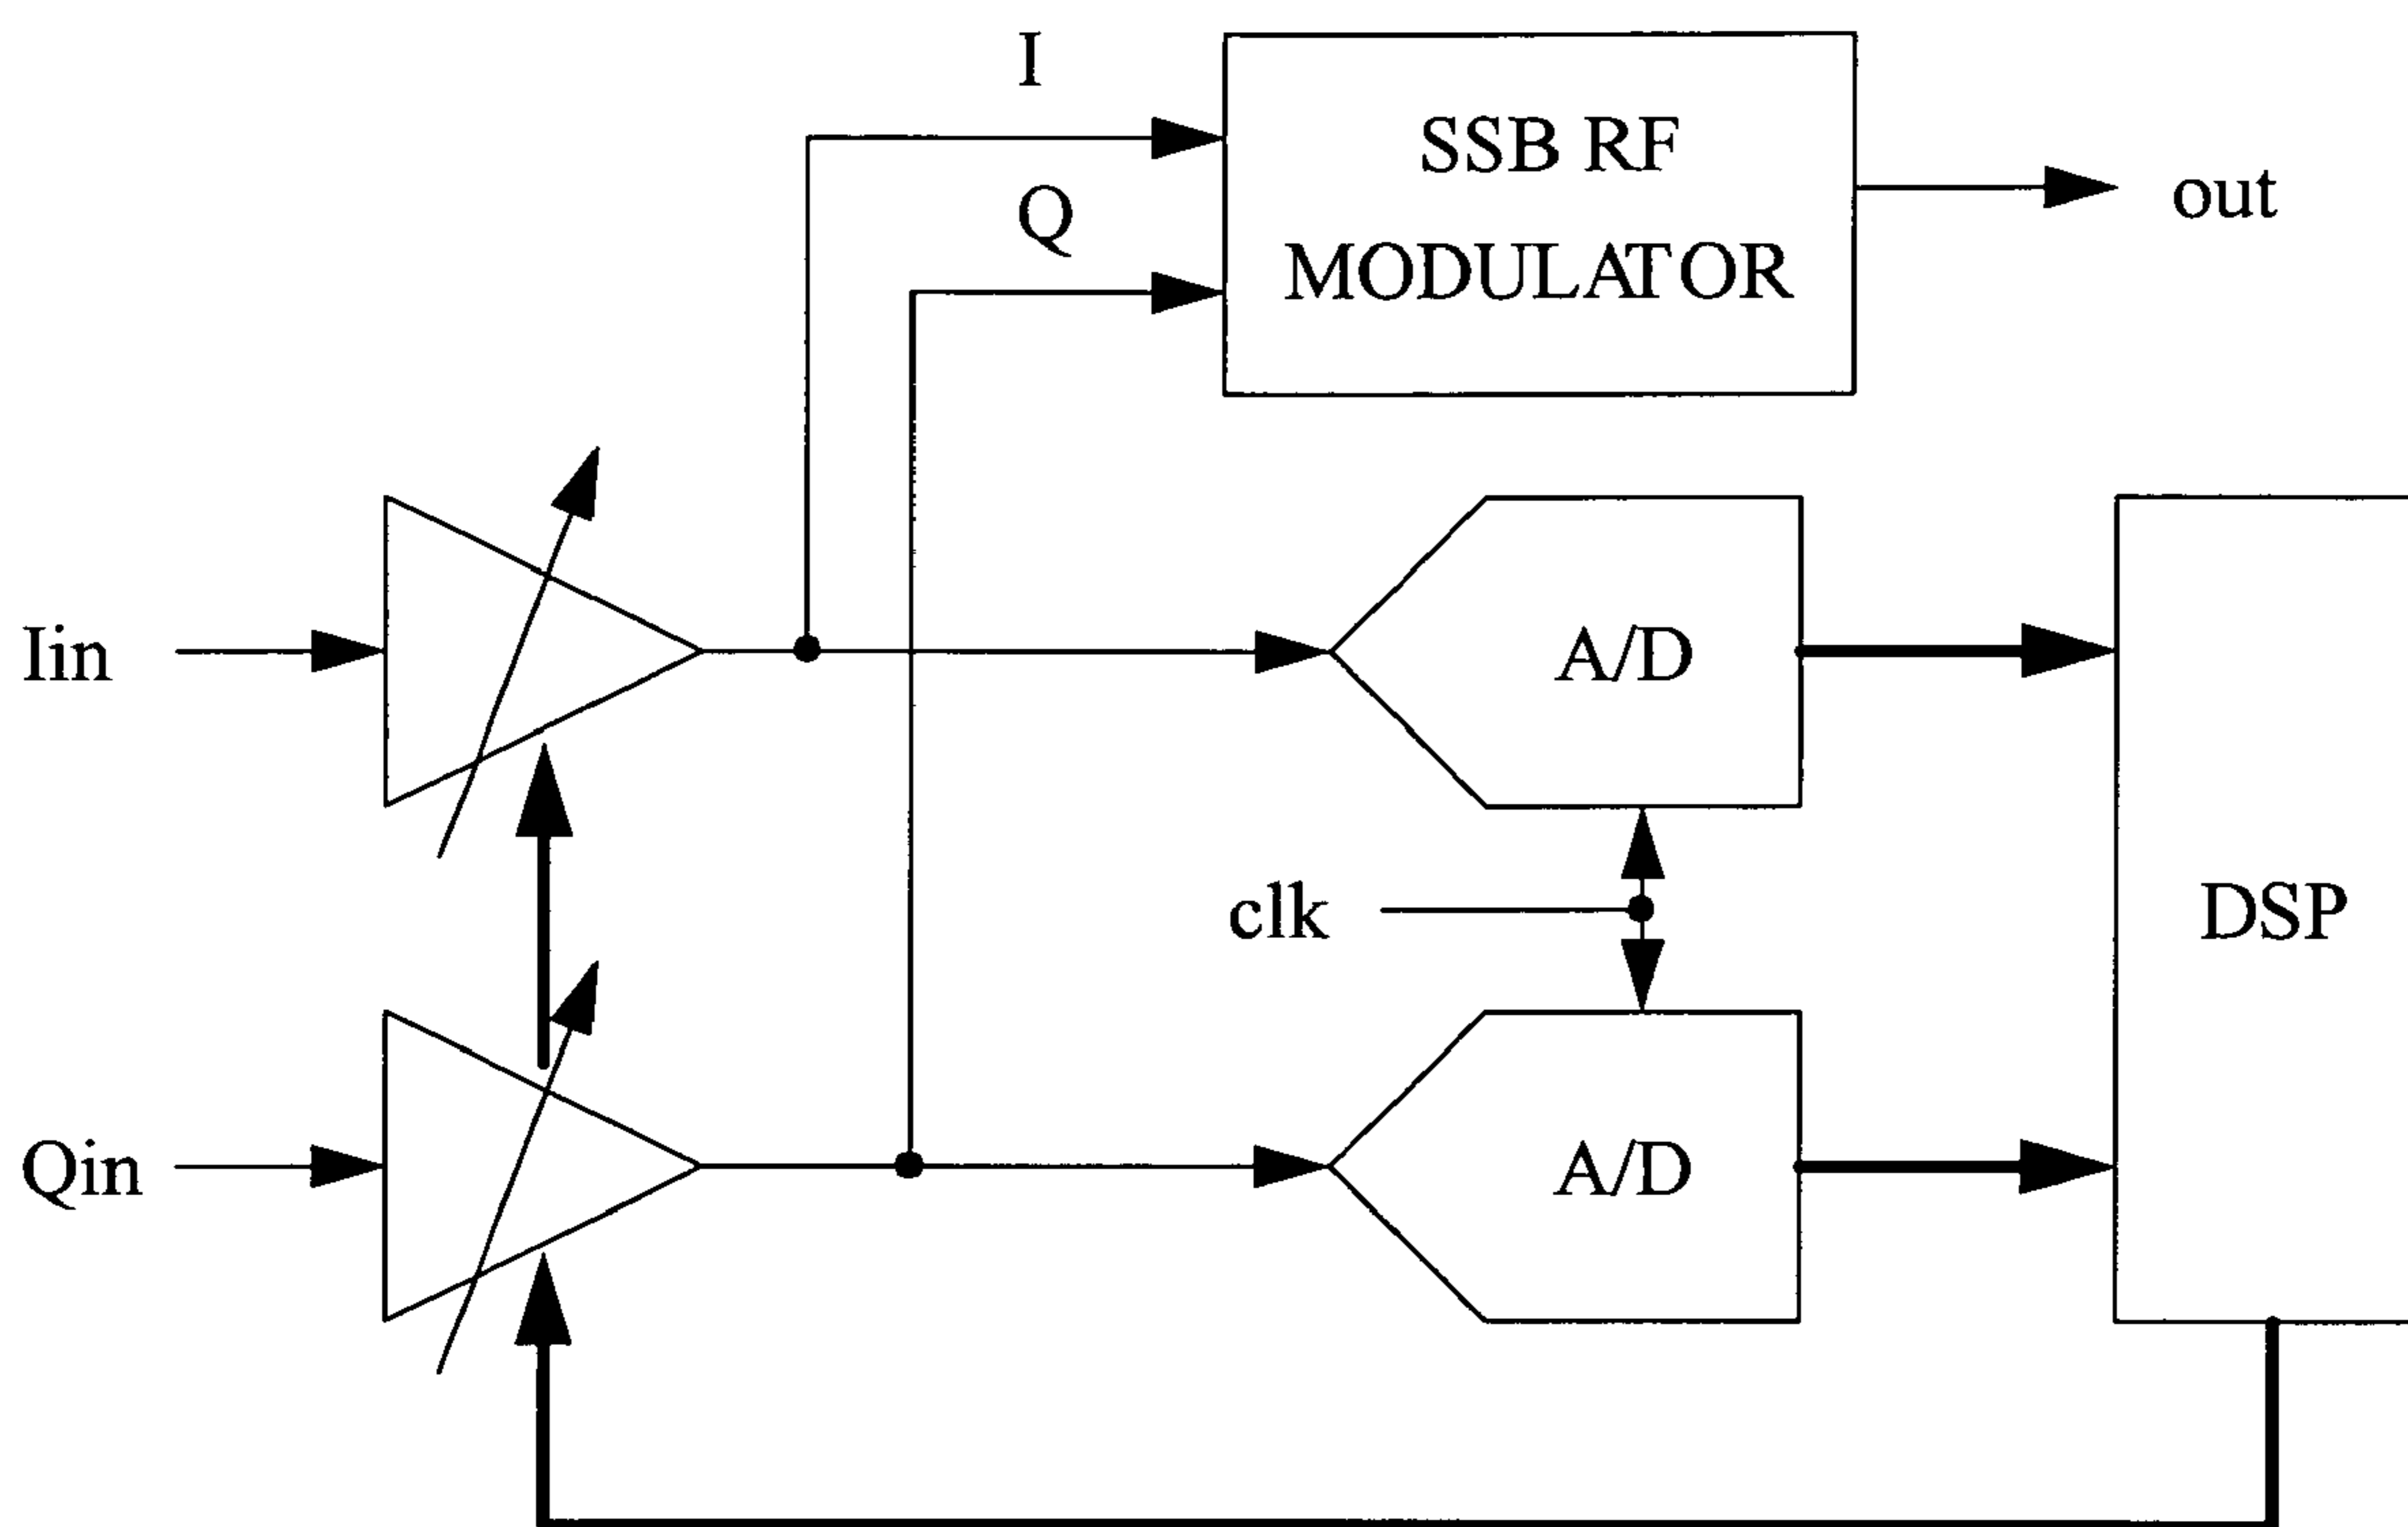 I
Q
SSB RF
MODULATOR
out
Iin
A/D
clk
DSP
Qin
A/D